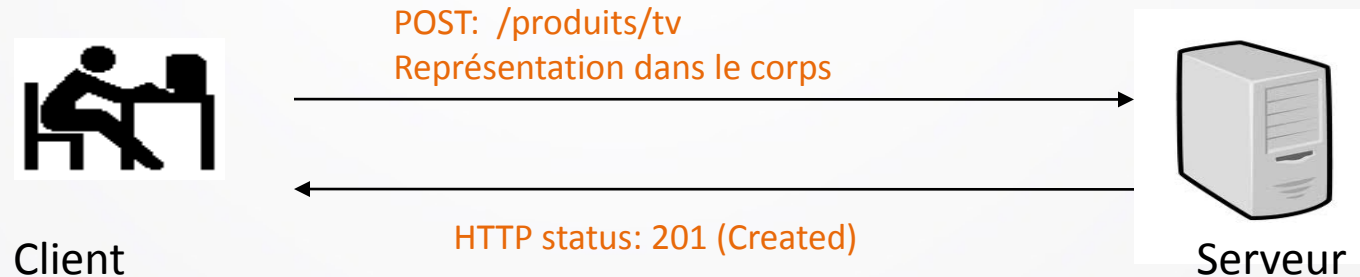 POST: /produits/tv
Représentation dans le corps
HTTP status: 201 (Created)
Client
Serveur